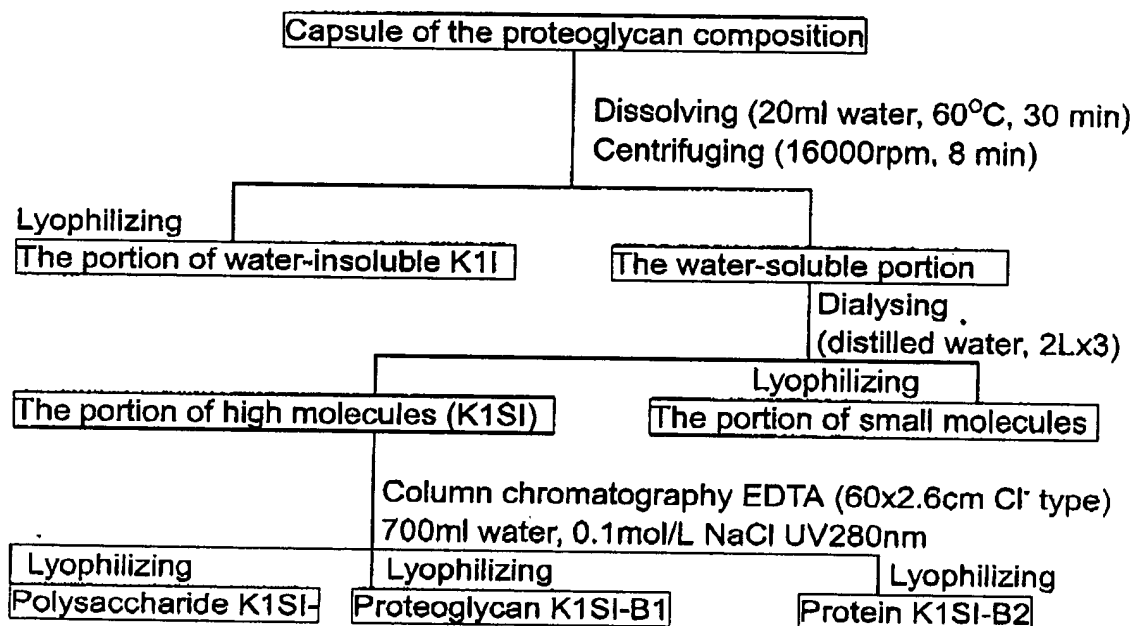 Capsule of the proteoglycan composition
Dissolving (20ml water, 60°C, 30 min)
Centrifuging (16000rpm, 8 min)
Lyophilizing
The portion of water-insoluble K1I
The water-soluble portion
Dialysing
(distilled water, 2Lx3)
Lyophilizing
The portion of high molecules (K1SI)
The portion of small molecules
Column chromatography EDTA (60x2.6cm Cl⁻ type)
700ml water, 0.1mol/L NaCl UV280nm
Lyophilizing
Lyophilizing
Lyophilizing
Polysaccharide K1SI-
Proteoglycan K1SI-B1
Protein K1SI-B2